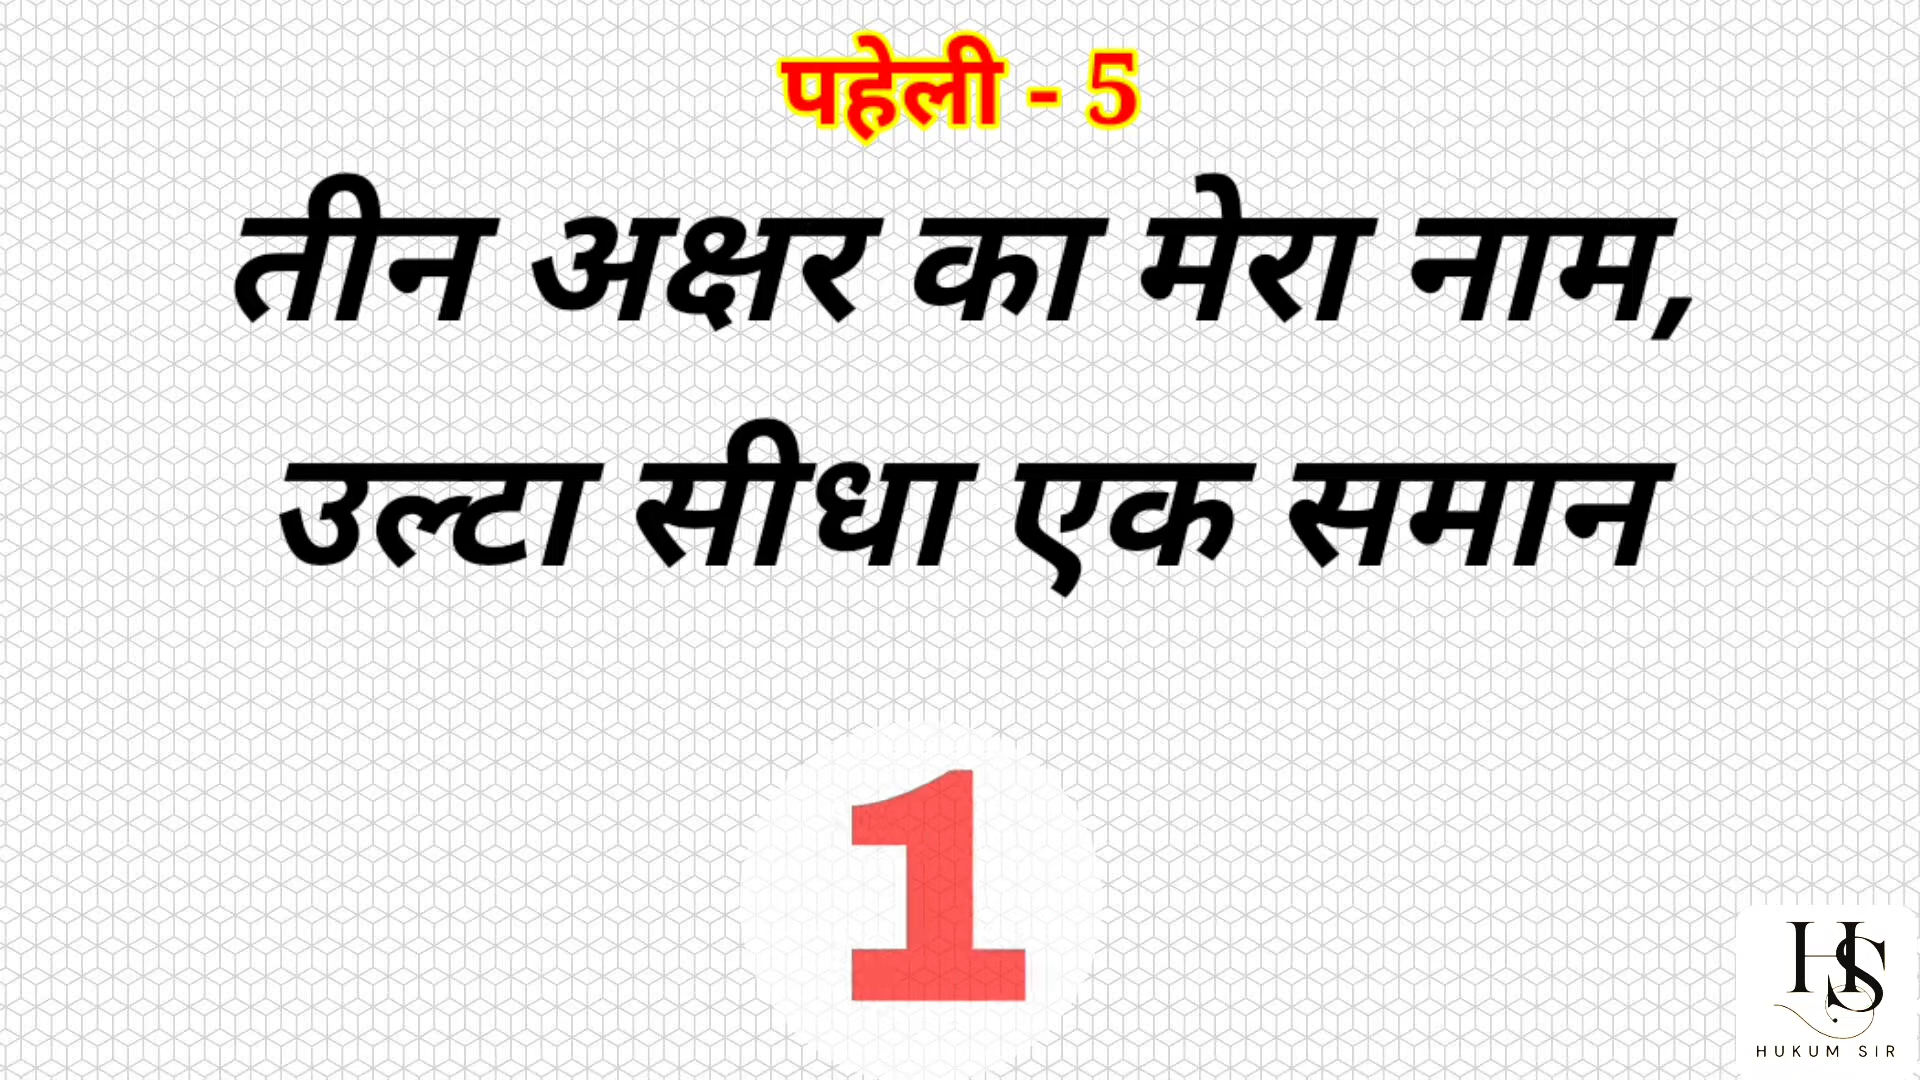 पहेली - 5
तीन अक्षर का मेरा नाम,
उल्टा सीधा एक समान
1
HS
HUKUM SIR